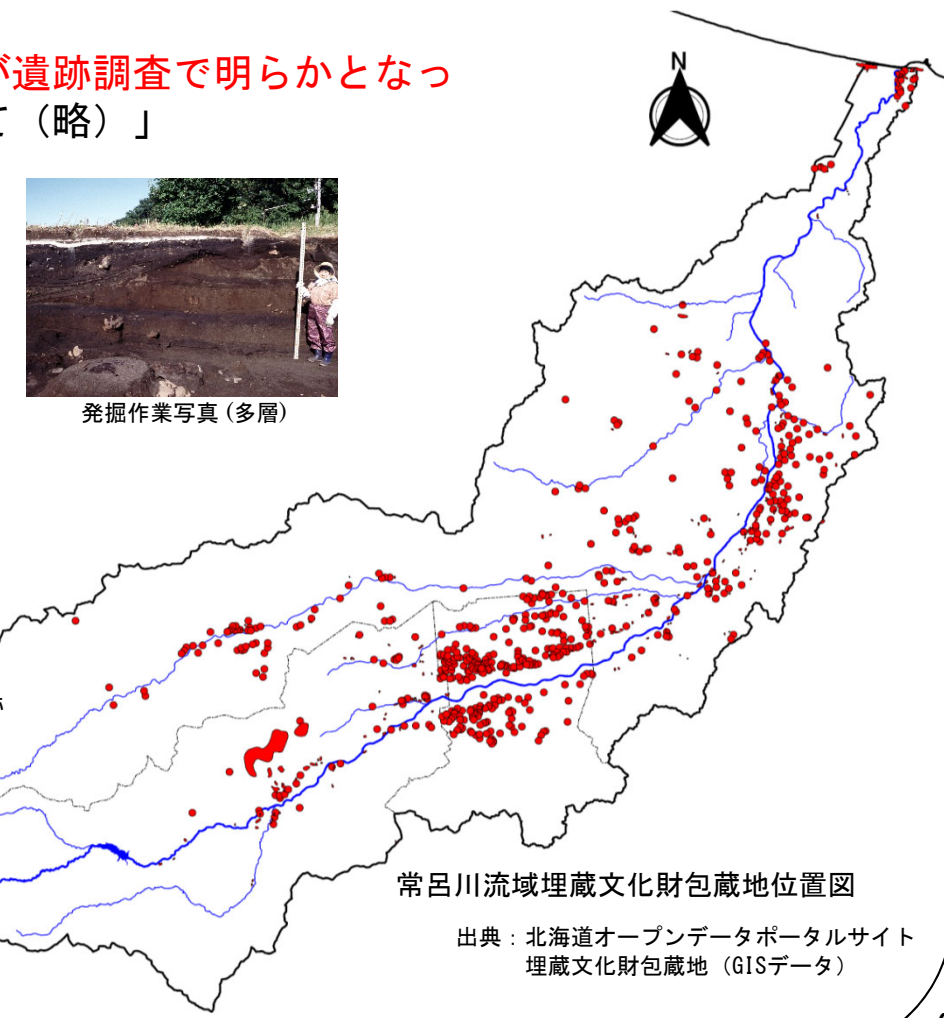 が遺跡調査で明らかとなっ
て（略）」
N
発掘作業写真(多層)
常呂川流域埋蔵文化財包蔵地位置図
出典：北海道オープンデータポータルサイト
埋蔵文化財包蔵地（GISデータ）